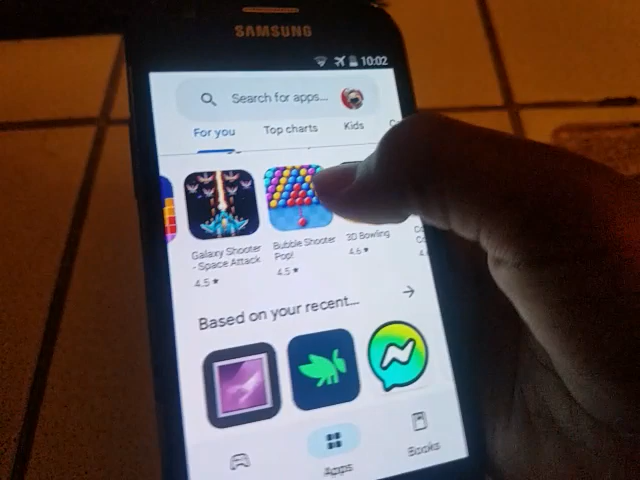 SAMSUNG
10:02
Search for apps...
For you Top charts Kids
Galaxy Shooter
- Space Attack
4.5 ★
Bubble Shooter
Pop!
4.5 ★
3D Bowling
4.6 ★
Based on your recent...
Apps
Books